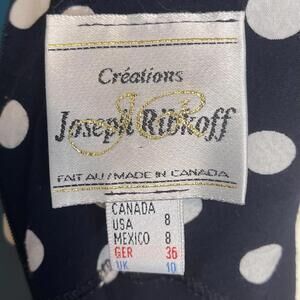 Créations
Joseph Ribkoff
FAIT AU/MADE IN CANADA
CANADA
USA 8
MEXICO 8
GER 36
UK 10